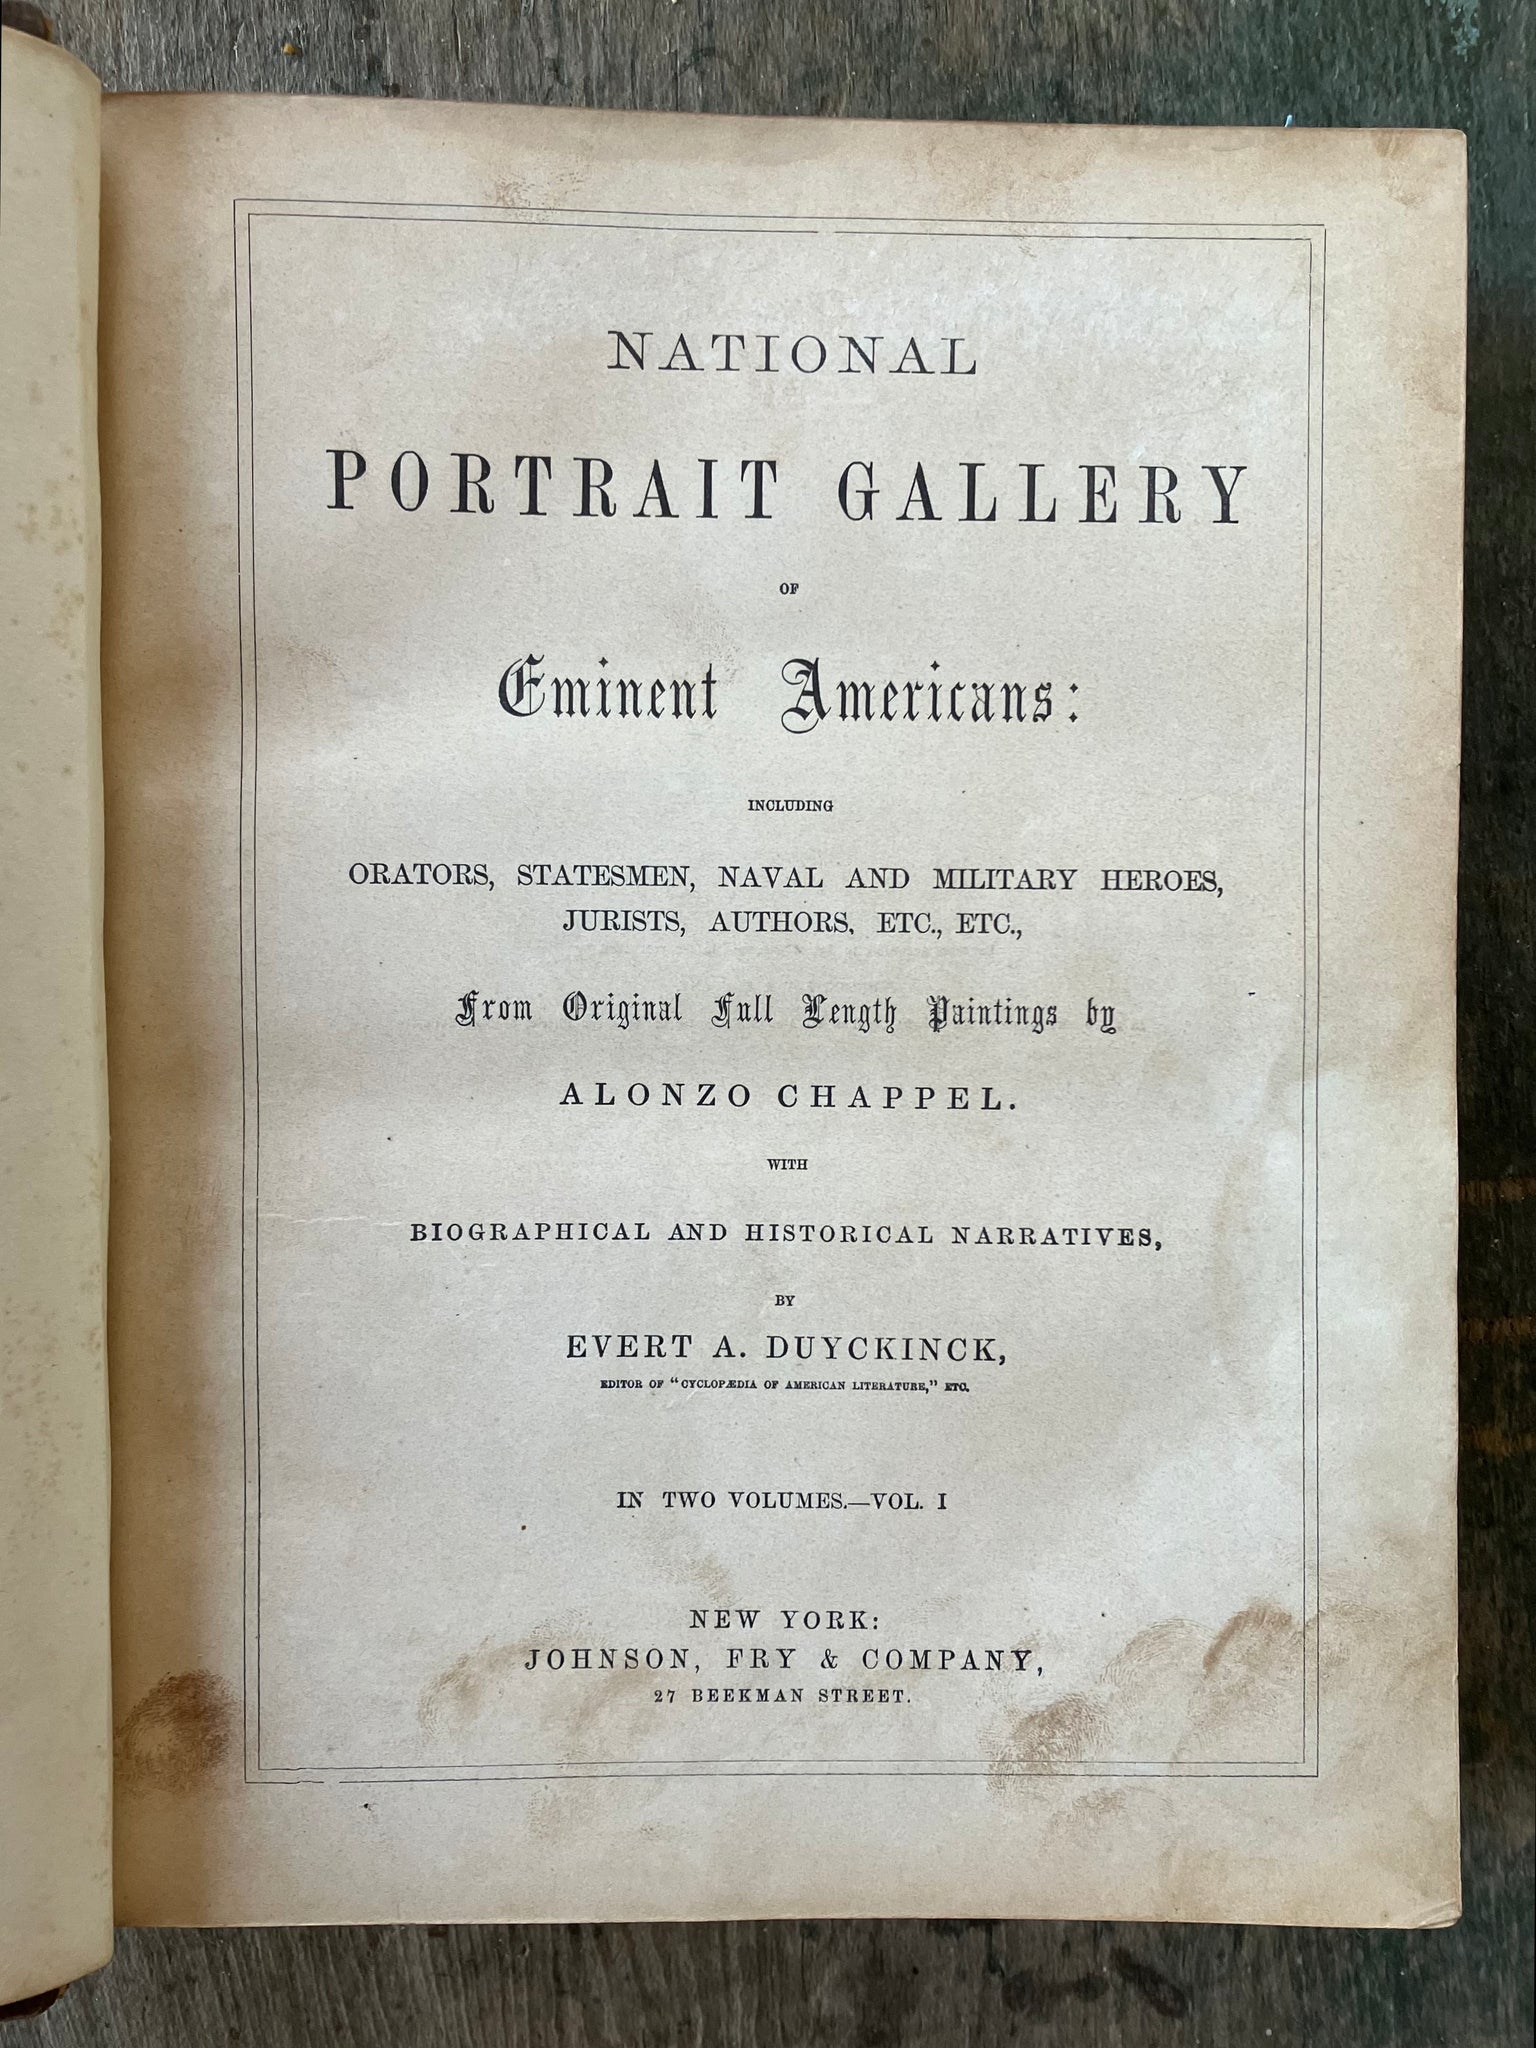 NATIONAL
PORTRAIT GALLERY
OF
Eminent Americans:
INCLUDING
ORATORS, STATESMEN, NAVAL AND MILITARY HEROES,
JURISTS, AUTHORS, ETC., ETC.,
From Original Full Length Paintings by
ALONZO CHAPPEL.
WITH
BIOGRAPHICAL AND HISTORICAL NARRATIVES,
BY
EVERT A. DUYCKINCK,
EDITOR OF "CYCLOPÆDIA OF AMERICAN LITERATURE," ETC.
IN TWO VOLUMES.—VOL. I
NEW YORK:
JOHNSON, FRY & COMPANY,
27 BEEKMAN STREET.